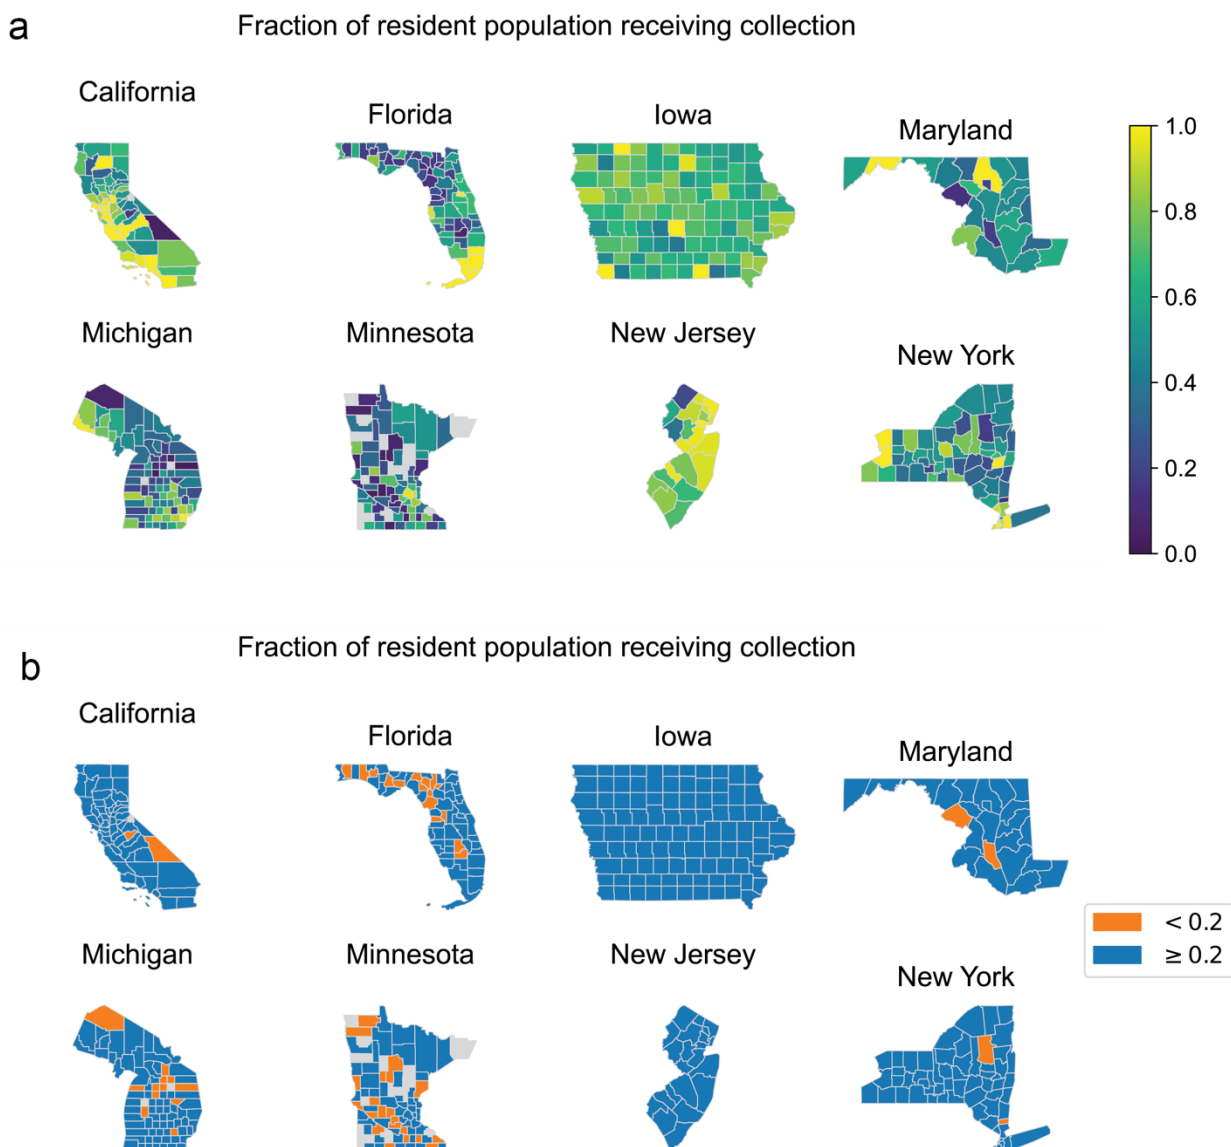 a
Fraction of resident population receiving collection
California
Florida
Iowa
Maryland
1.0
0.8
0.6
0.4
0.2
0.0
Michigan
Minnesota
New Jersey
New York
b
Fraction of resident population receiving collection
California
Florida
Iowa
Maryland
< 0.2
≥ 0.2
Michigan
Minnesota
New Jersey
New York